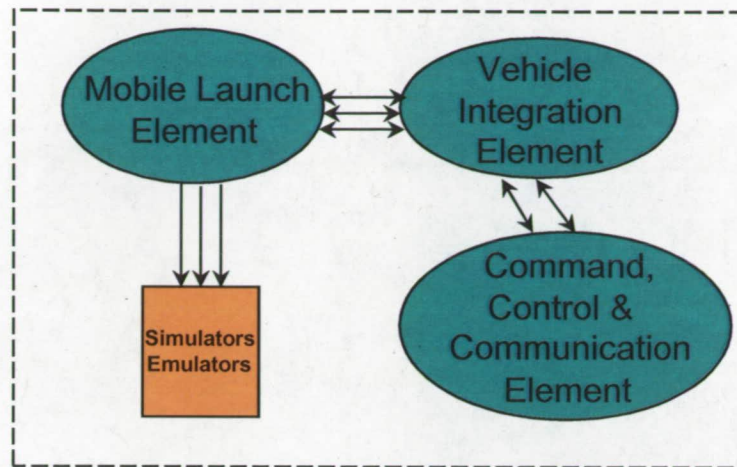 Mobile Launch
Element
Vehicle
Integration
Element
Simulators
Emulators
Command,
Control &
Communication
Element